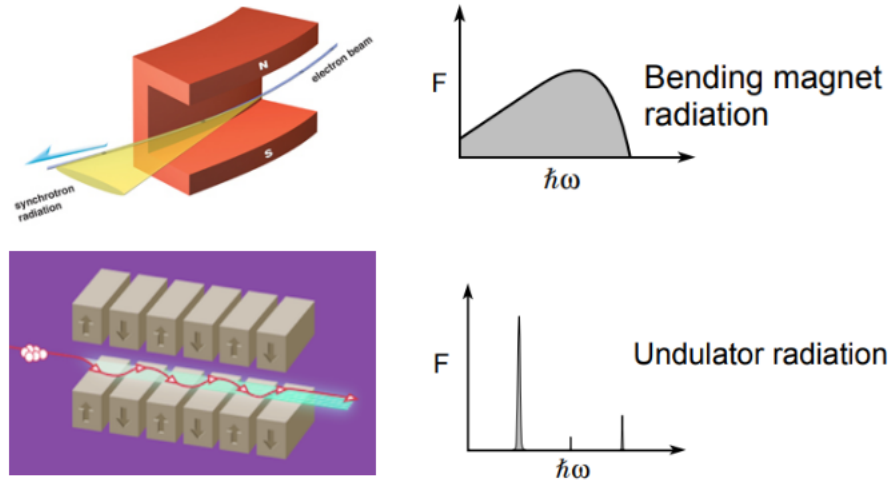 N
electron beam
S
synchrotron
radiation
F
ħω
Bending magnet
radiation
F
ħω
Undulator radiation